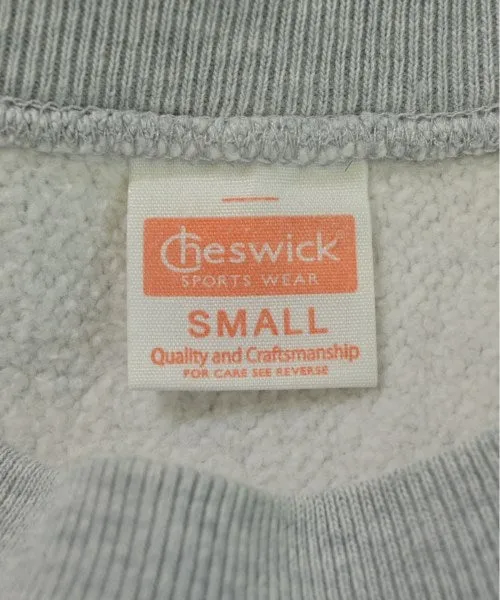 Cheswick
SPORTS WEAR
SMALL
Quality and Craftsmanship
FOR CARE SEE REVERSE